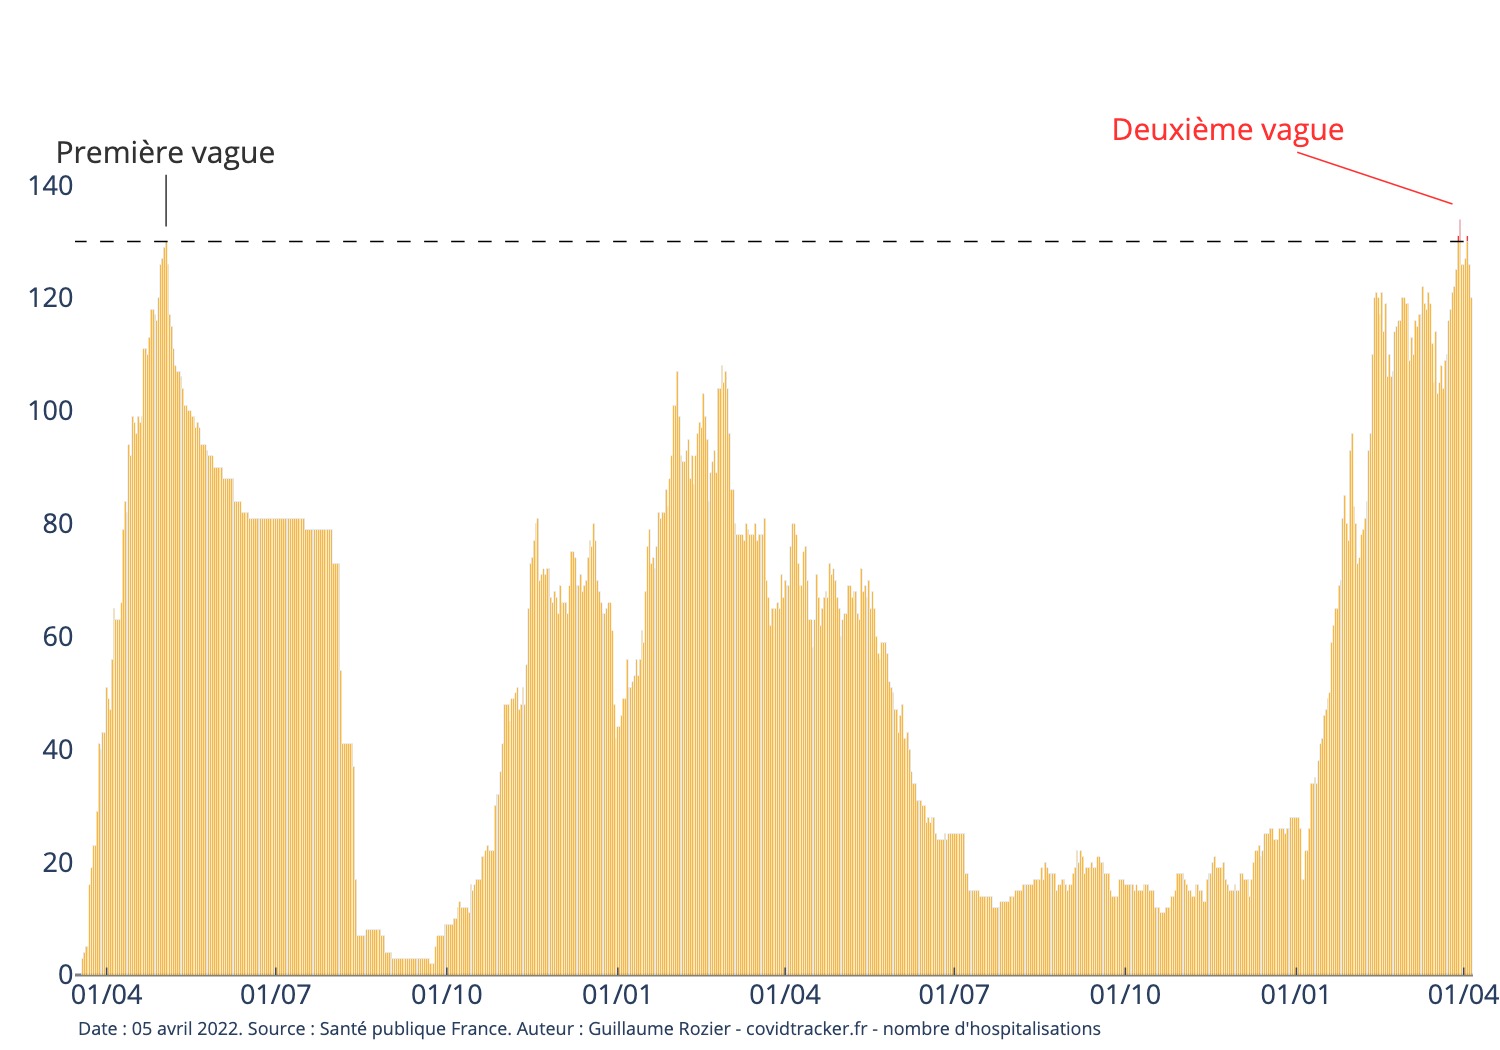 Deuxième vague
Première vague
140
120
100
80
60
40
20
0
01/04 01/07 01/10 01/01 01/04 01/07 01/10 01/01 01/04
Date : 05 avril 2022. Source : Santé publique France. Auteur : Guillaume Rozier - covidtracker.fr - nombre d'hospitalisations